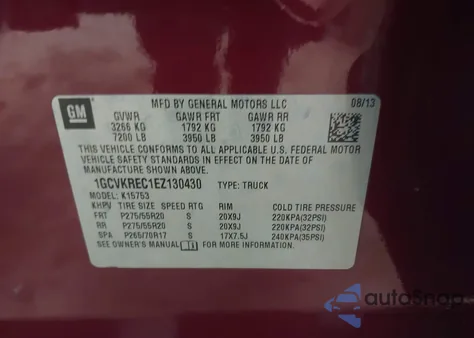 GM
MFD BY GENERAL MOTORS LLC
08/13
GVWR GAWR FRT GAWR RR
3266 KG 1792 KG 1792 KG
7200 LB 3950 LB 3950 LB
THIS VEHICLE CONFORMS TO ALL APPLICABLE U.S. FEDERAL MOTOR
VEHICLE SAFETY STANDARDS IN EFFECT ON THE DATE OF
MANUFACTURE SHOWN ABOVE.
1GCVKREC1EZ130430 TYPE: TRUCK
MODEL: K15753
KHPV TIRE SIZE SPEED RTG RIM COLD TIRE PRESSURE
FRT P275/55R20 S 20X9J 220KPA(32PSI)
RR P275/55R20 S 20X9J 220KPA(32PSI)
SPA P265/70R17 S 17X7.5J 240KPA(35PSI)
SEE OWNER'S MANUAL FOR MORE INFORMATION.
autoSnap